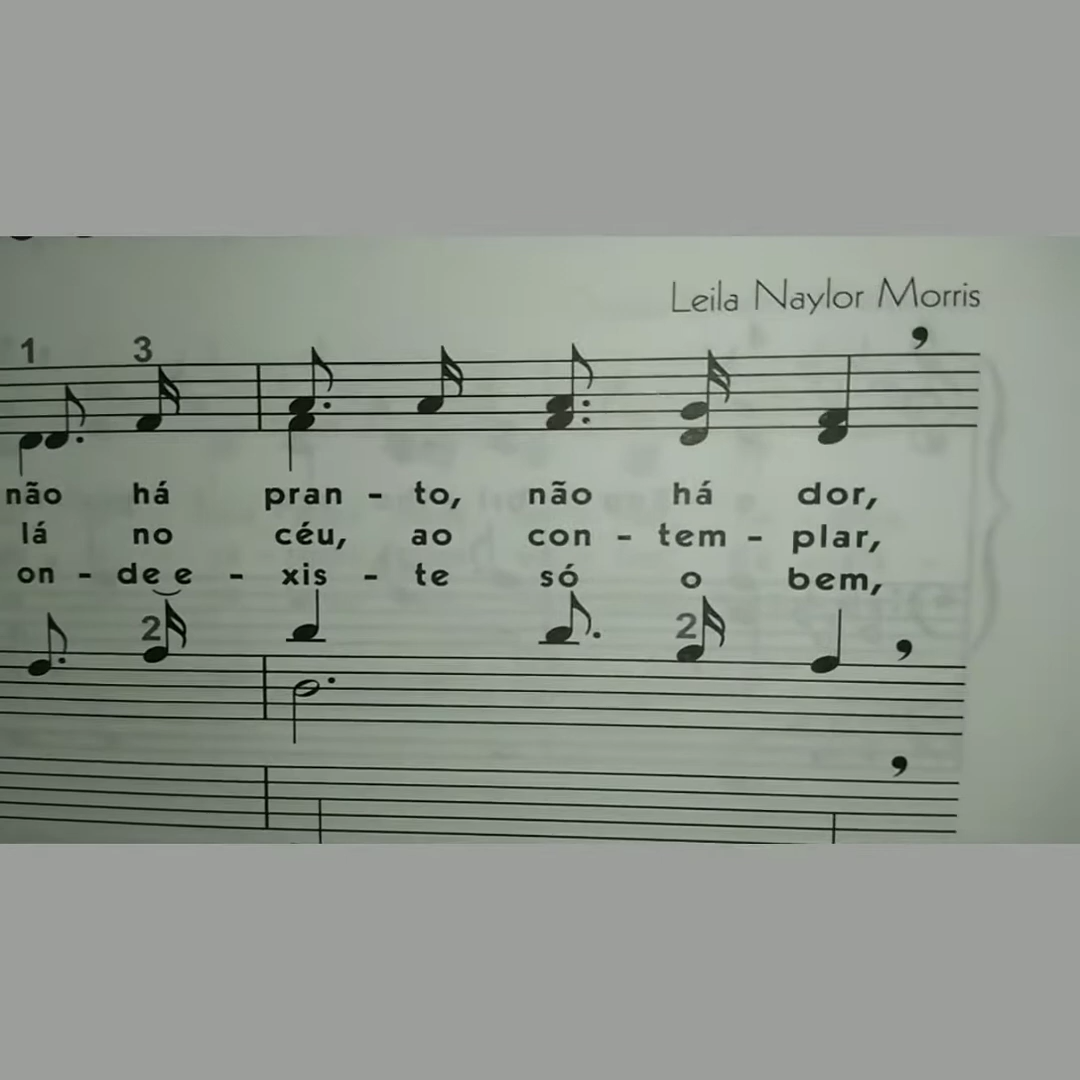 Leila Naylor Morris
1 3
não há pran - to, não há dor,
lá no céu, ao con - tem - plar,
on - de e - xis - te só o bem,
2 2